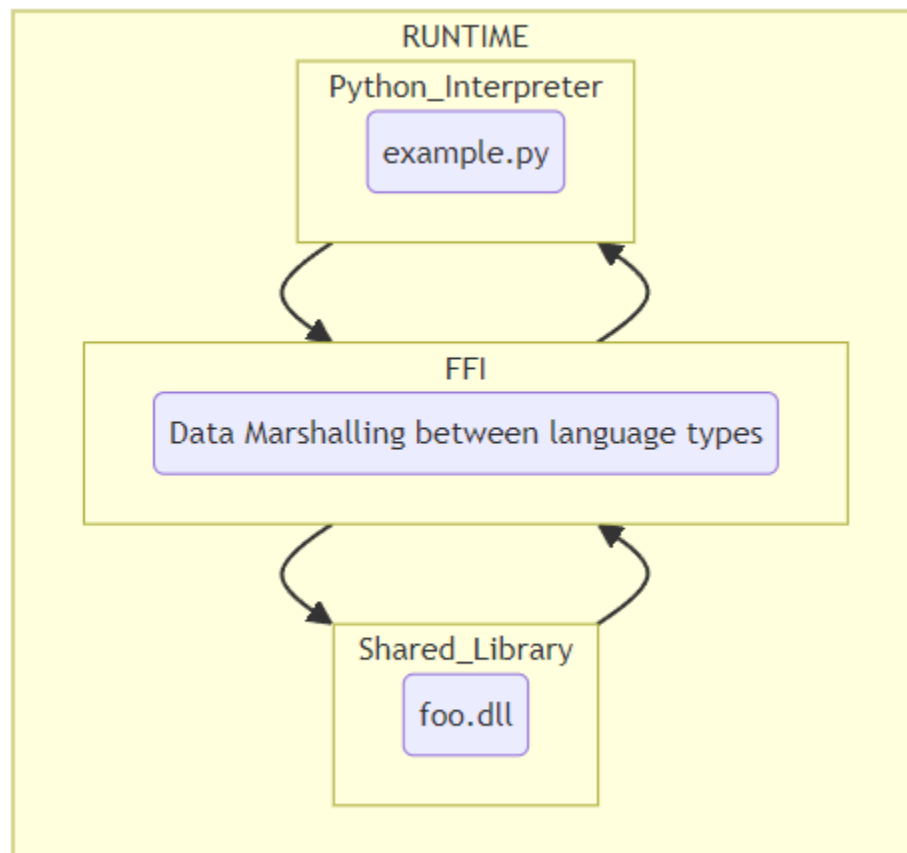 RUNTIME
Python_Interpreter
example.py
FFI
Data Marshalling between language types
Shared_Library
foo.dll